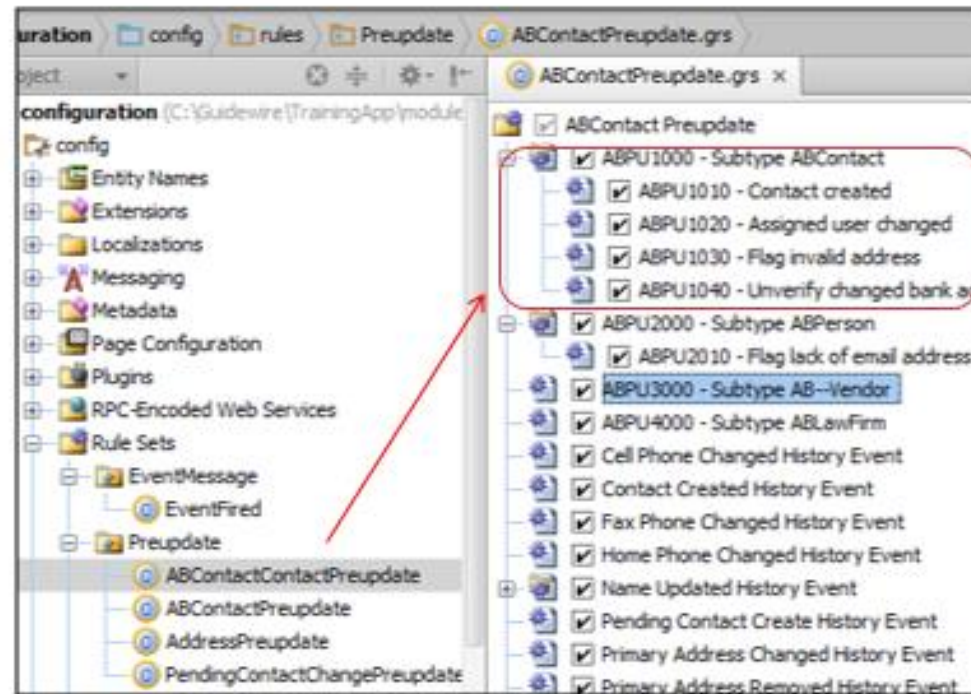 uration config rules Preupdate ABContactPreupdate.grs
oject
configuration (C:\Guidewire\TrainingApp\module
config
Entity Names
Extensions
Localizations
Messaging
Metadata
Page Configuration
Plugins
RPC-Encoded Web Services
Rule Sets
EventMessage
EventFired
Preupdate
ABContactContactPreupdate
ABContactPreupdate
AddressPreupdate
PendingContactChangePreupdate
ABContactPreupdate.grs ×
ABContact Preupdate
ABPU1000 - Subtype ABContact
ABPU1010 - Contact created
ABPU1020 - Assigned user changed
ABPU1030 - Flag invalid address
ABPU1040 - Unverify changed bank a
ABPU2000 - Subtype ABPerson
ABPU2010 - Flag lack of email address
ABPU3000 - Subtype AB--Vendor
ABPU4000 - Subtype ABLawFirm
Cell Phone Changed History Event
Contact Created History Event
Fax Phone Changed History Event
Home Phone Changed History Event
Name Updated History Event
Pending Contact Create History Event
Primary Address Changed History Event
Primary Address Removed History Event